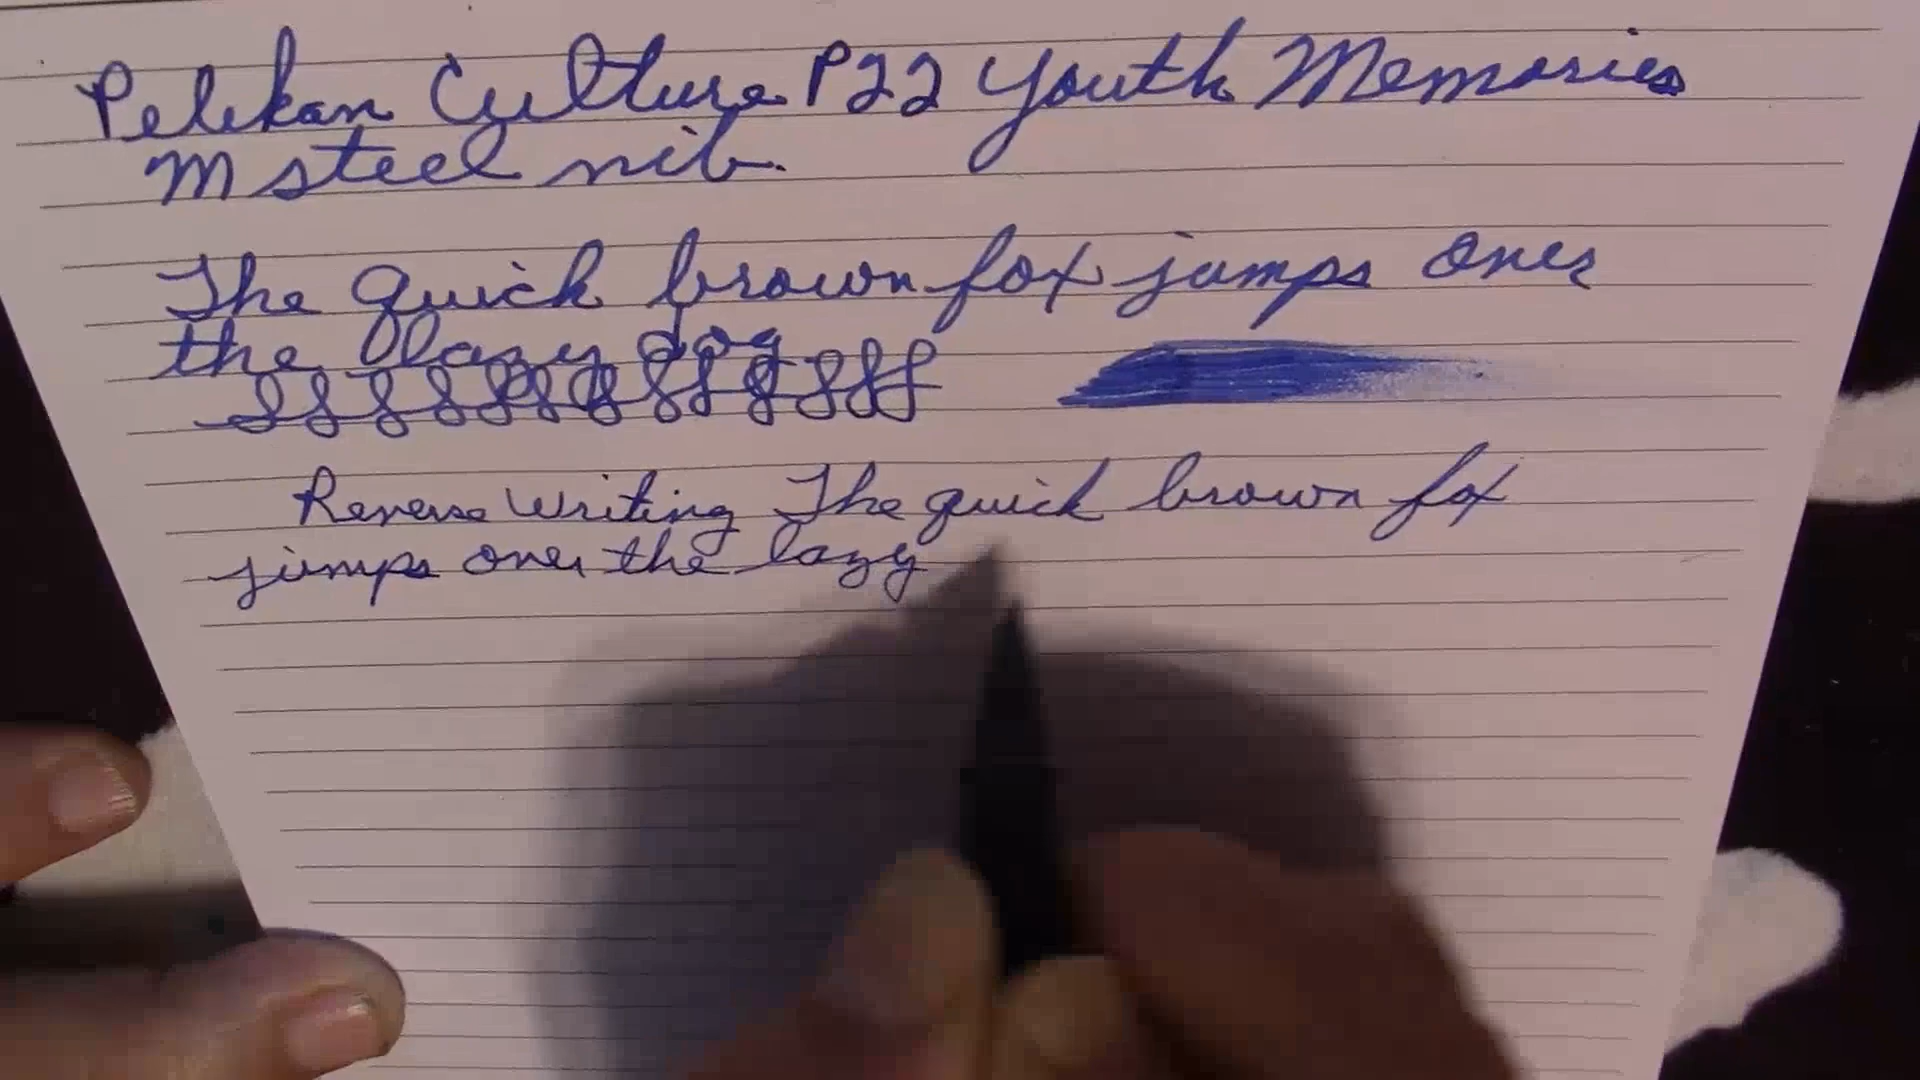 Pelikan Culture P22 Youth Memories
M steel nib.
The quick brown fox jumps over
the lazy dog
Reverse Writing The quick brown fox
jumps over the lazy